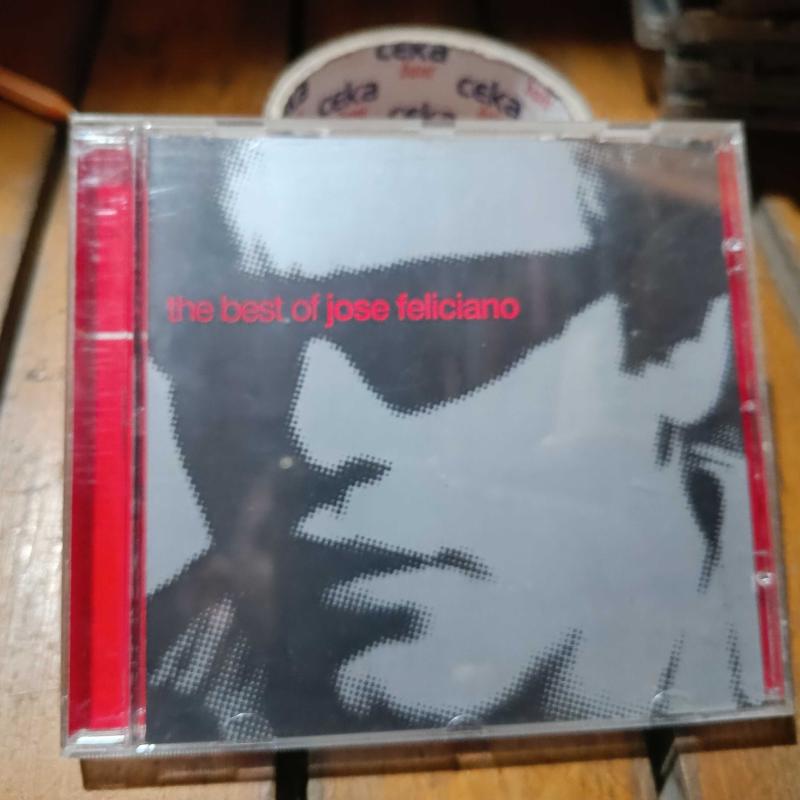 ceka
ceka
ceka
the best of jose feliciano